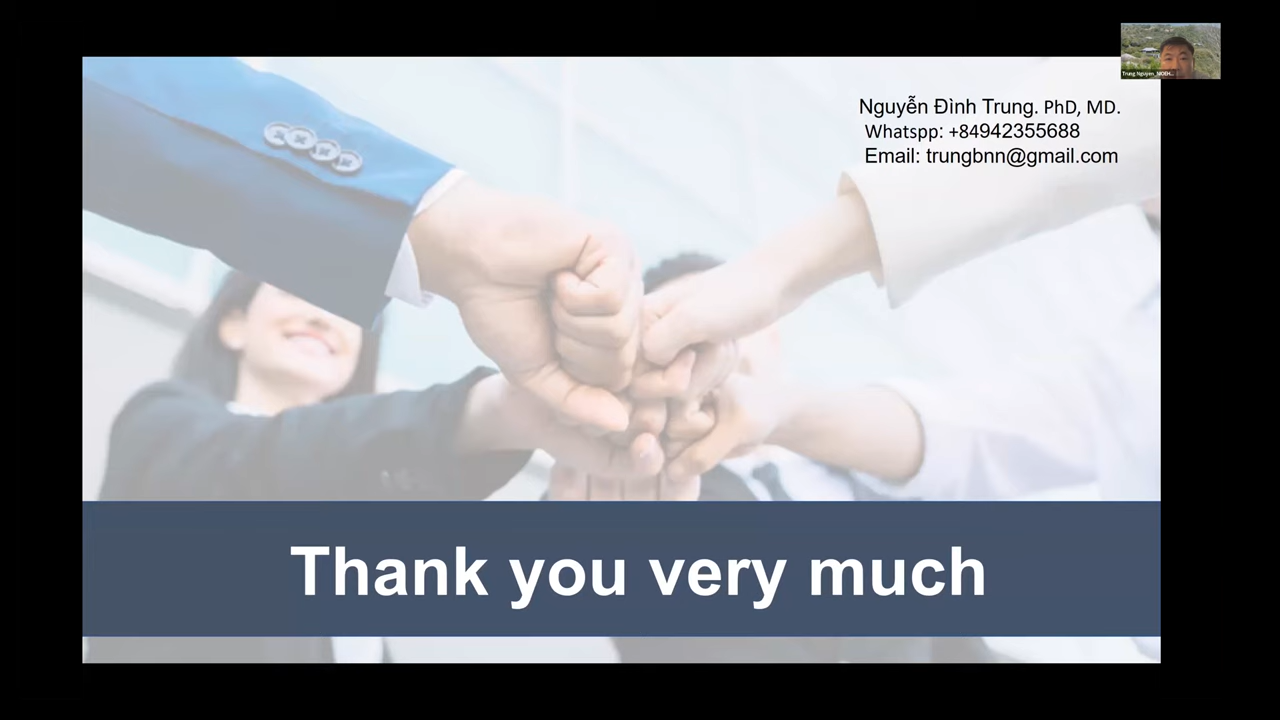 Nguyễn Đình Trung. PhD, MD.
Whatspp: +84942355688
Email: trungbnn@gmail.com
Thank you very much